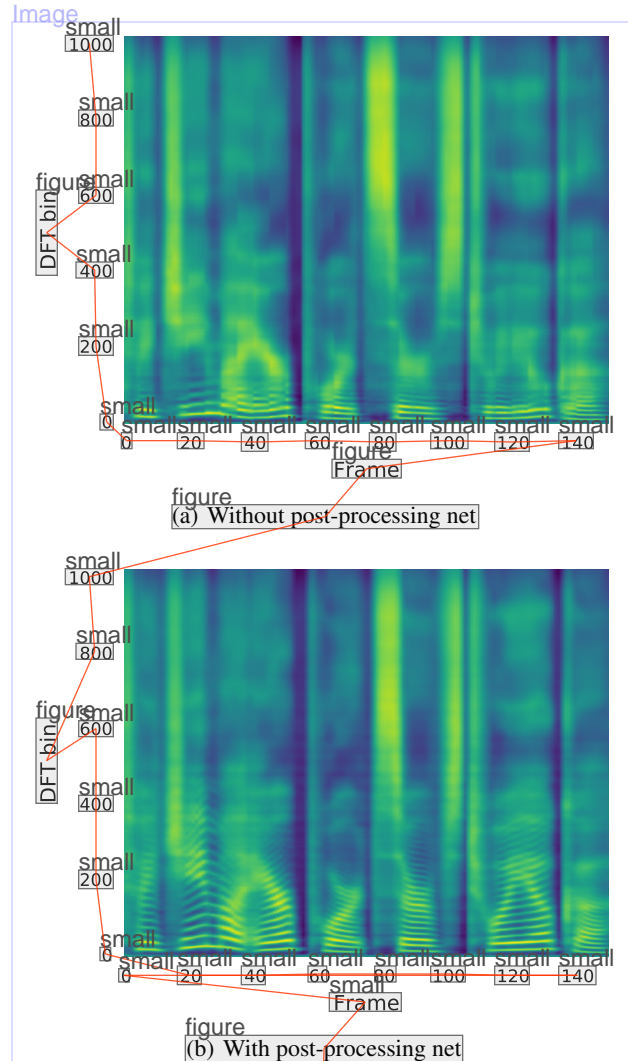 Image
small
1000
small
800
small
600
figure
DFT bin
small
400
small
200
small
0
small
0
small
20
small
40
small
60
small
80
small
100
small
120
small
140
figure
Frame
figure
(a) Without post-processing net
small
1000
small
800
small
600
figure
DFT bin
small
400
small
200
small
0
small
0
small
20
small
40
small
60
small
80
small
100
small
120
small
140
small
Frame
figure
(b) With post-processing net